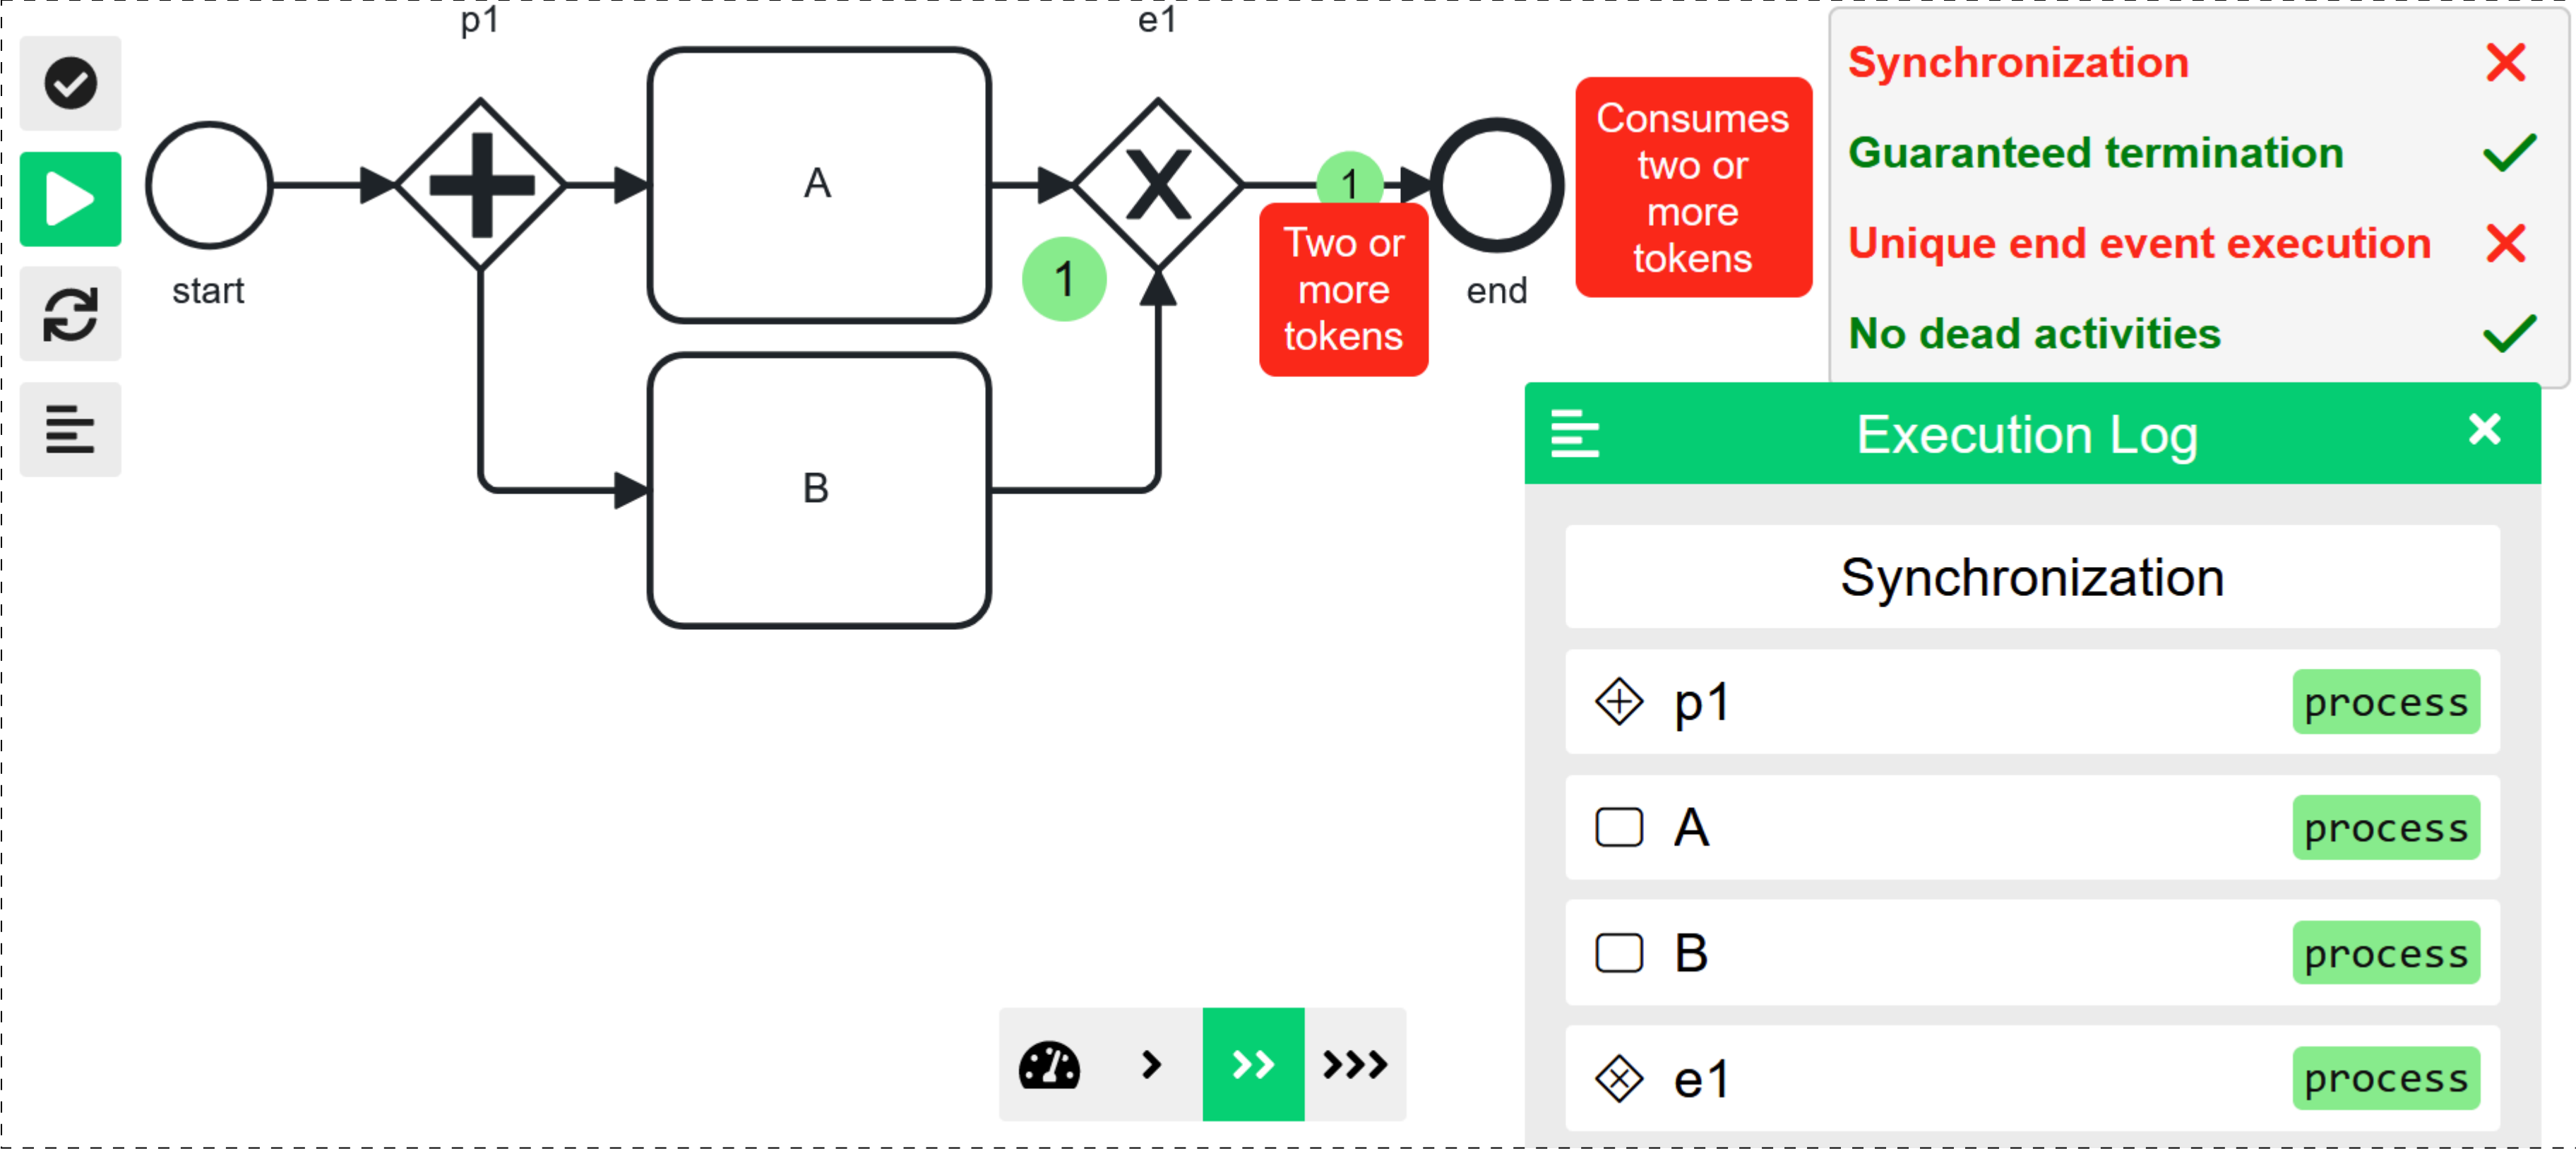 p1
e1
A
start
1
1
B
Two or
more
tokens
end
Consumes
two or
more
tokens
Synchronization
Guaranteed termination
Unique end event execution
No dead activities
Execution Log
Synchronization
p1 process
A process
B process
e1 process